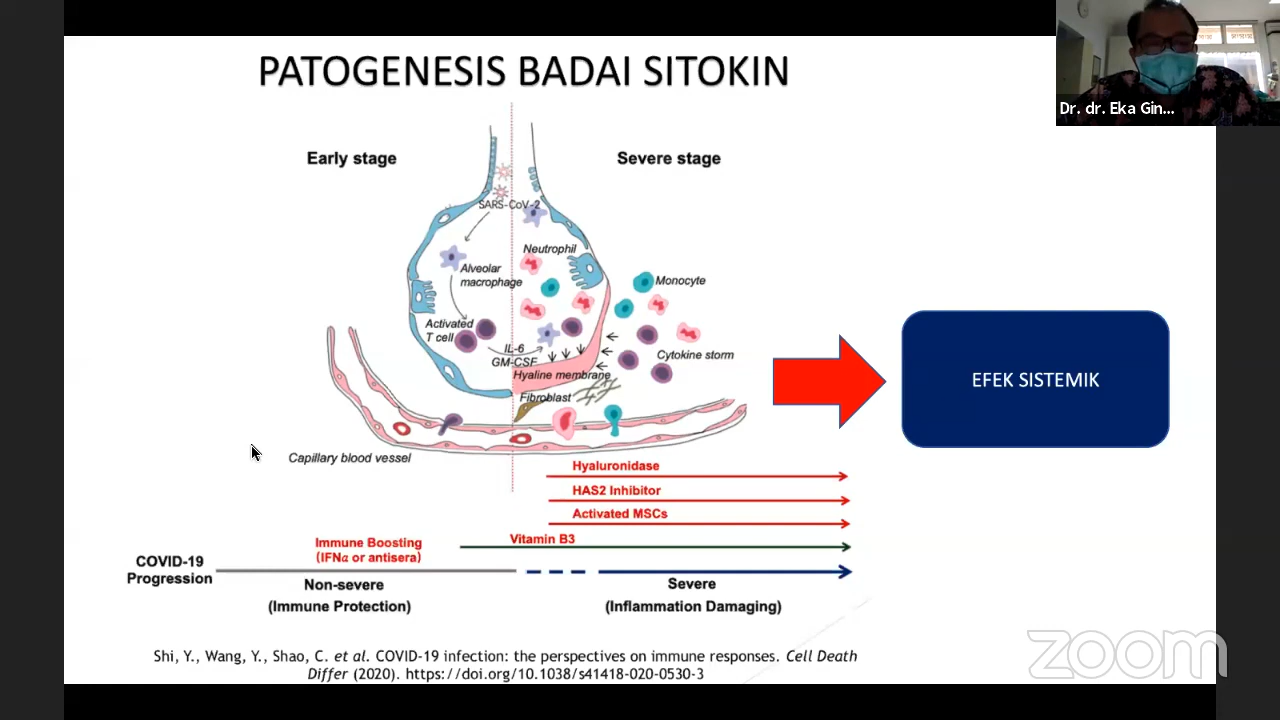 PATOGENESIS BADAI SITOKIN
Dr. dr. Eka Gin...
Early stage
Severe stage
SARS-CoV-2
Neutrophil
Alveolar
macrophage
Monocyte
Activated
T cell
IL-6
GM-CSF
Cytokine storm
Hyaline membrane
Fibroblast
EFEK SISTEMIK
Capillary blood vessel
Hyaluronidase
HAS2 Inhibitor
Activated MSCs
Vitamin B3
Immune Boosting
(IFNα or antisera)
COVID-19
Progression
Non-severe
(Immune Protection)
Severe
(Inflammation Damaging)
Shi, Y., Wang, Y., Shao, C. et al. COVID-19 infection: the perspectives on immune responses. Cell Death
Differ (2020). https://doi.org/10.1038/s41418-020-0530-3
zoom